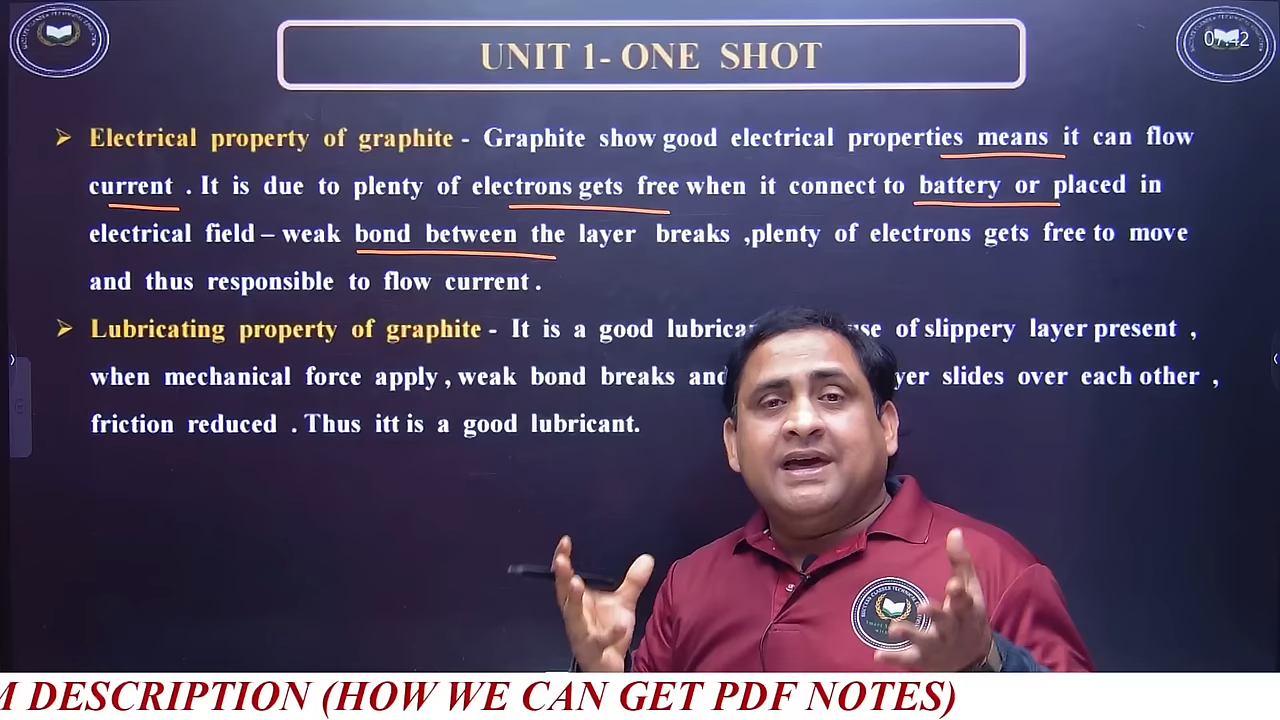 UNIT 1- ONE SHOT
07:42
➢ Electrical property of graphite - Graphite show good electrical properties means it can flow
current . It is due to plenty of electrons gets free when it connect to battery or placed in
electrical field – weak bond between the layer breaks ,plenty of electrons gets free to move
and thus responsible to flow current .
➢ Lubricating property of graphite - It is a good of slippery layer present ,
when mechanical force apply , weak bond breaks slides over each other ,
friction reduced . Thus itt is a good lubricant.
DESCRIPTION (HOW WE CAN GET PDF NOTES)